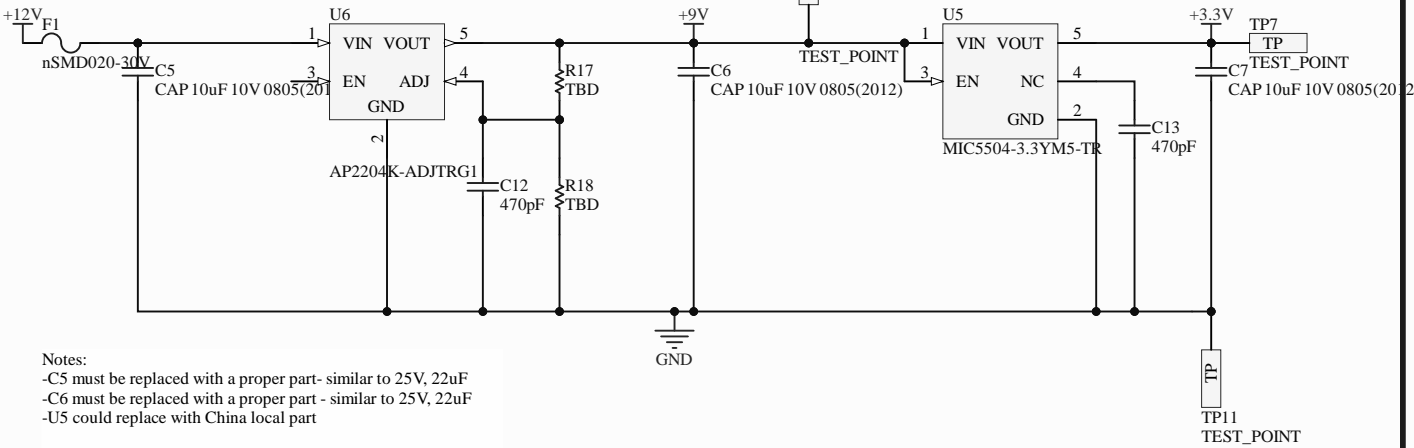 +12V
F1
nSMD020-30V
C5
CAP 10uF 10V 0805(201
U6
1
VIN VOUT
5
3
EN
ADJ
4
GND
2
AP2204K-ADJTRG1
C12
470pF
R17
TBD
R18
TBD
+9V
C6
CAP 10uF 10V 0805(2012)
TEST_POINT
U5
1
VIN VOUT
5
3
EN
NC
4
GND
2
MIC5504-3.3YM5-TR
C13
470pF
+3.3V
TP7
TP
TEST_POINT
C7
CAP 10uF 10V 0805(2012
GND
TP
TP11
TEST_POINT
Notes:
-C5 must be replaced with a proper part- similar to 25V, 22uF
-C6 must be replaced with a proper part - similar to 25V, 22uF
-U5 could replace with China local part